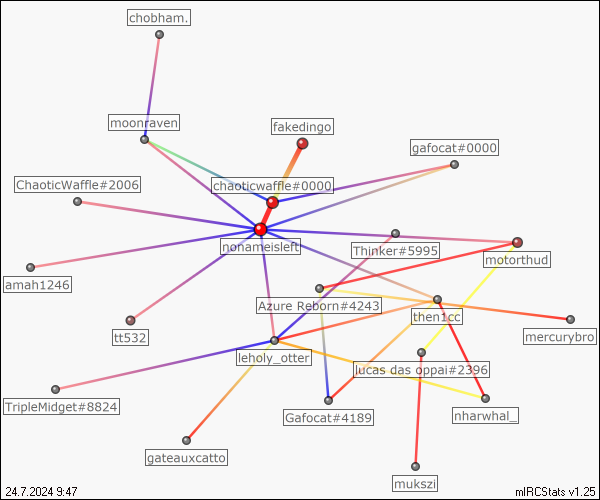 chobham.
moonraven
fakedingo
gafocat#0000
ChaoticWaffle#2006
chaoticwaffle#0000
nonameisleft
Thinker#5995
motorthud
amah1246
Azure Reborn#4243
then1cc
tt532
mercurybro
leholy_otter
lucas das oppai#2396
TripleMidget#8824
Gafocat#4189
nharwhal_
gateauxcatto
mukszi
24.7.2024 9:47
mIRCStats v1.25